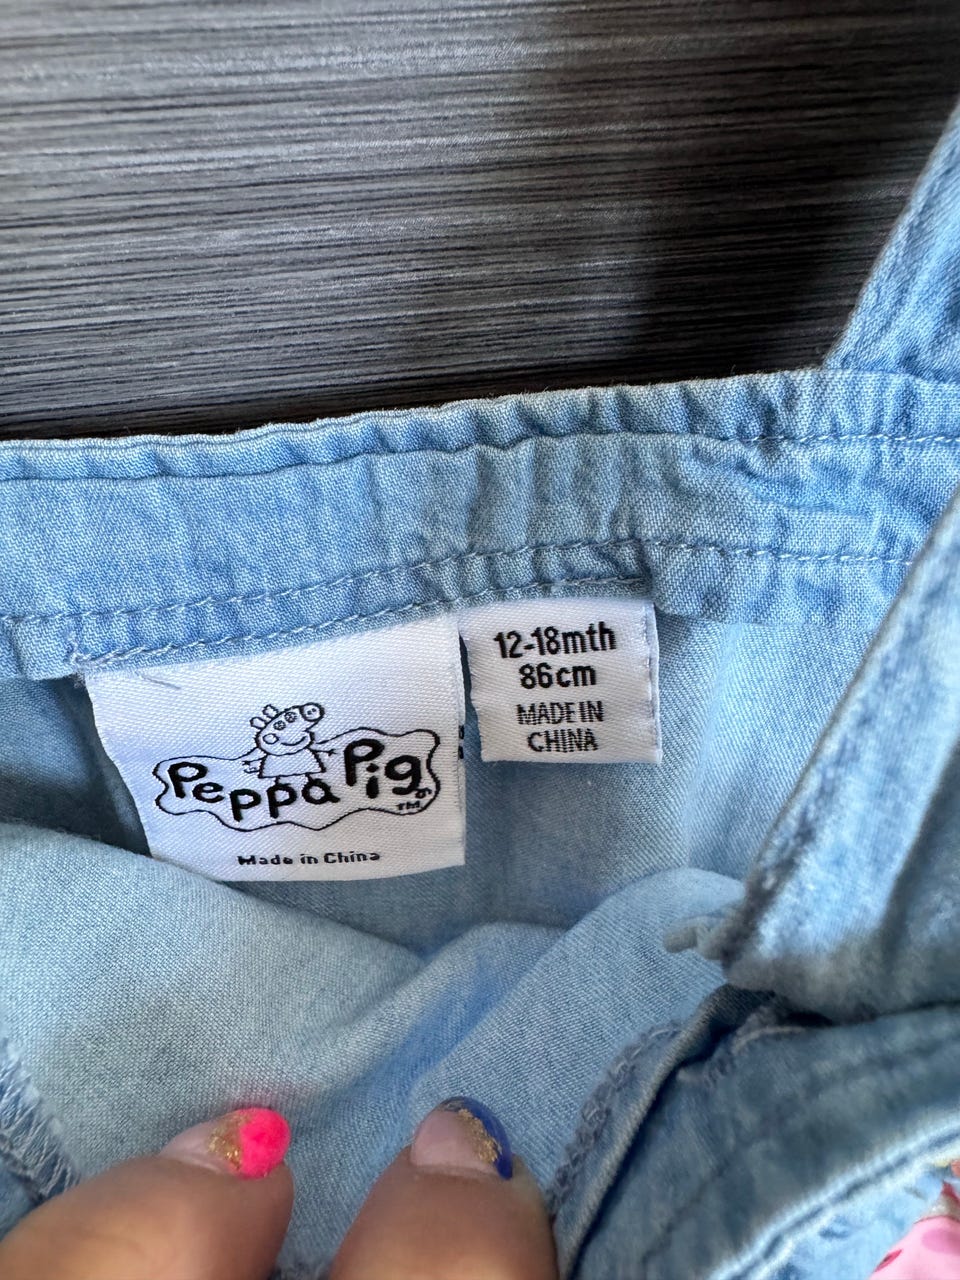 Peppa Pig
TM
Made in China
12-18mth
86cm
MADE IN
CHINA